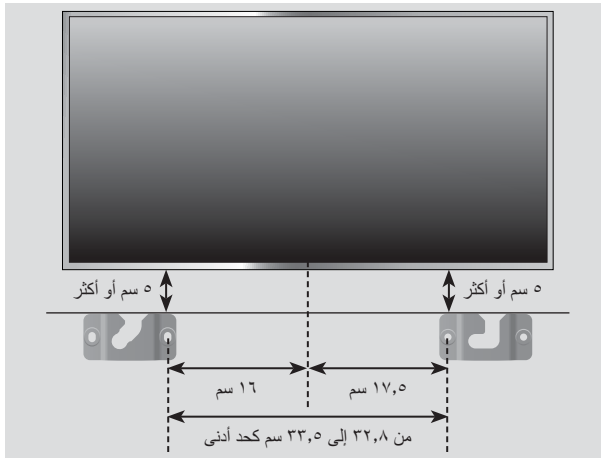 ٥ سم أو أكثر
٥ سم أو أكثر
١٧,٥ سم
١٦ سم
من ٣٢,٨ إلى ٣٣,٥ سم كحد أدنى